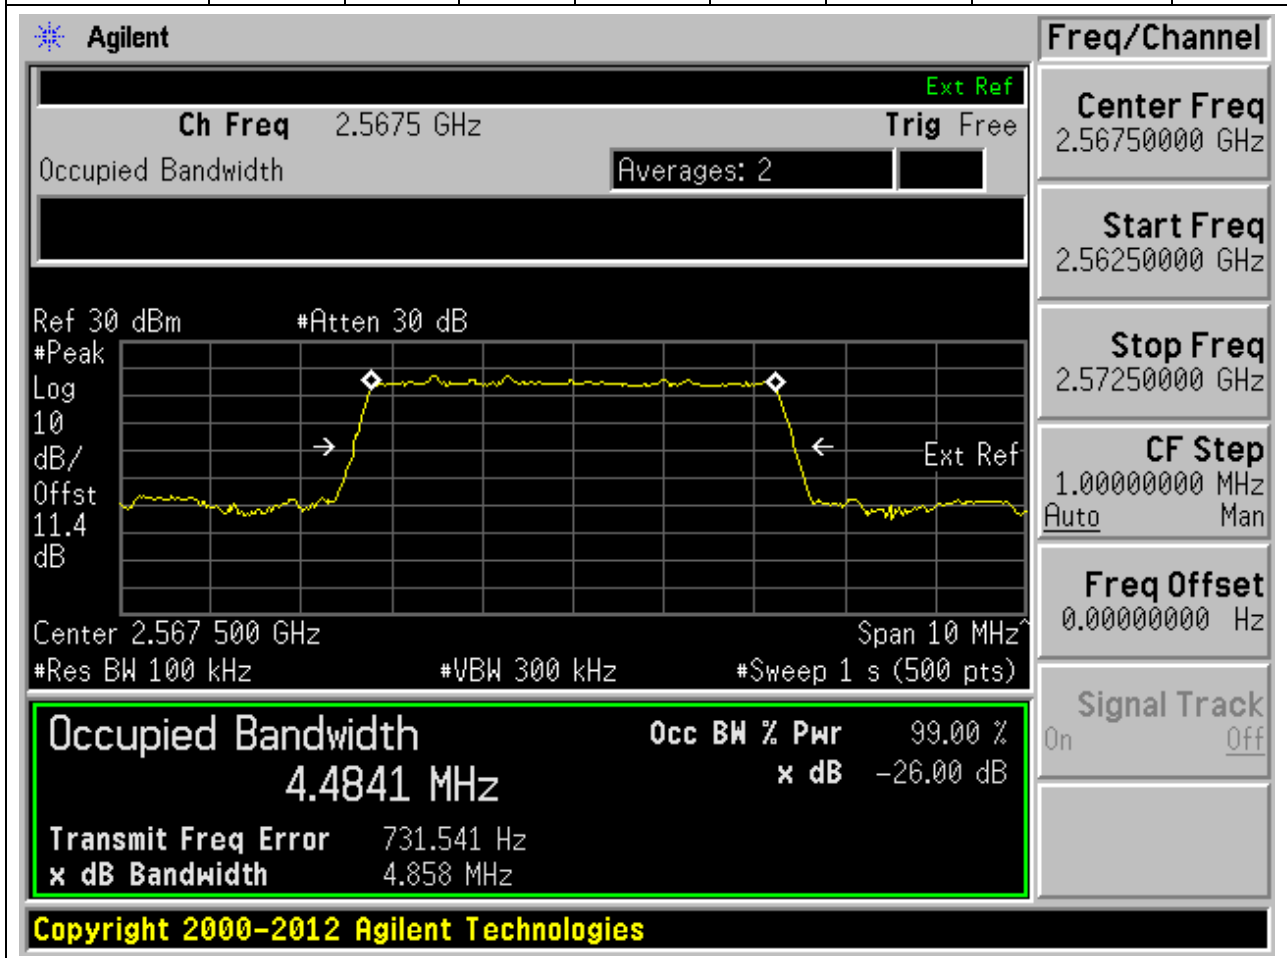 Agilent
Freq/Channel
Ext Ref
Ch Freq 2.5675 GHz Trig Free
Occupied Bandwidth Averages: 2
Ref 30 dBm #Atten 30 dB
#Peak
Log
10
dB/
Offst
11.4
dB
Ext Ref
Center 2.567 500 GHz Span 10 MHz^
#Res BW 100 kHz #VBW 300 kHz #Sweep 1 s (500 pts)
Occupied Bandwidth
4.4841 MHz
Occ BW % Pwr 99.00 %
x dB -26.00 dB
Transmit Freq Error 731.541 Hz
x dB Bandwidth 4.858 MHz
Copyright 2000-2012 Agilent Technologies
Center Freq
2.56750000 GHz
Start Freq
2.56250000 GHz
Stop Freq
2.57250000 GHz
CF Step
1.00000000 MHz
Auto Man
Freq Offset
0.00000000 Hz
Signal Track
On Off